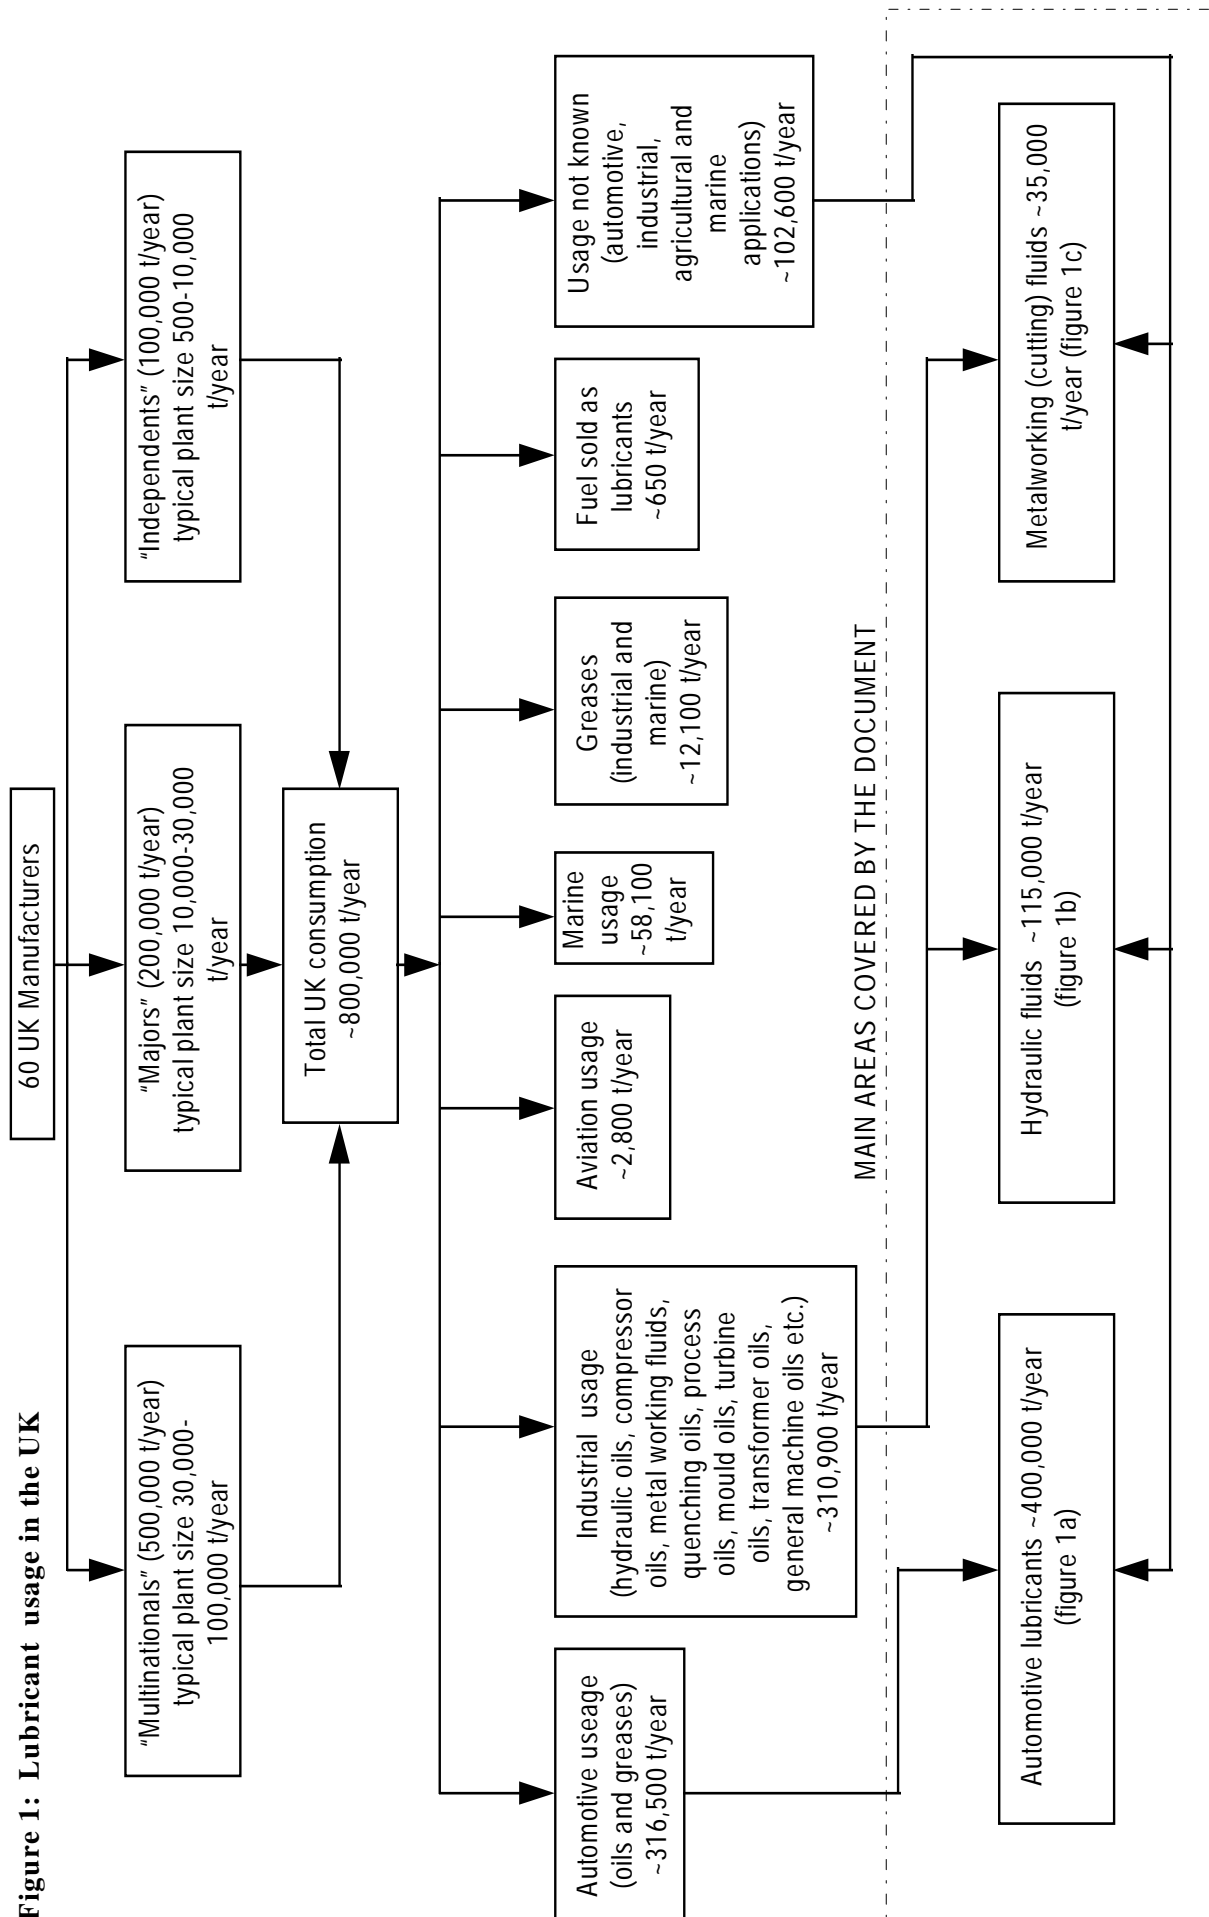 Figure 1: Lubricant usage in the UK
60 UK Manufacturers
“Multinationals” (500,000 t/year)
typical plant size 30,000-
100,000 t/year
“Majors” (200,000 t/year)
typical plant size 10,000-30,000
t/year
“Independents” (100,000 t/year)
typical plant size 500-10,000
t/year
Total UK consumption
~800,000 t/year
Automotive useage
(oils and greases)
~316,500 t/year
Industrial usage
(hydraulic oils, compressor
oils, metal working fluids,
quenching oils, process
oils, mould oils, turbine
oils, transformer oils,
general machine oils etc.)
~310,900 t/year
Aviation usage
~2,800 t/year
Marine
usage
~58,100
t/year
Greases
(industrial and
marine)
~12,100 t/year
Fuel sold as
lubricants
~650 t/year
Usage not known
(automotive,
industrial,
agricultural and
marine
applications)
~102,600 t/year
MAIN AREAS COVERED BY THE DOCUMENT
Automotive lubricants ~400,000 t/year
(figure 1a)
Hydraulic fluids ~115,000 t/year
(figure 1b)
Metalworking (cutting) fluids ~35,000
t/year (figure 1c)